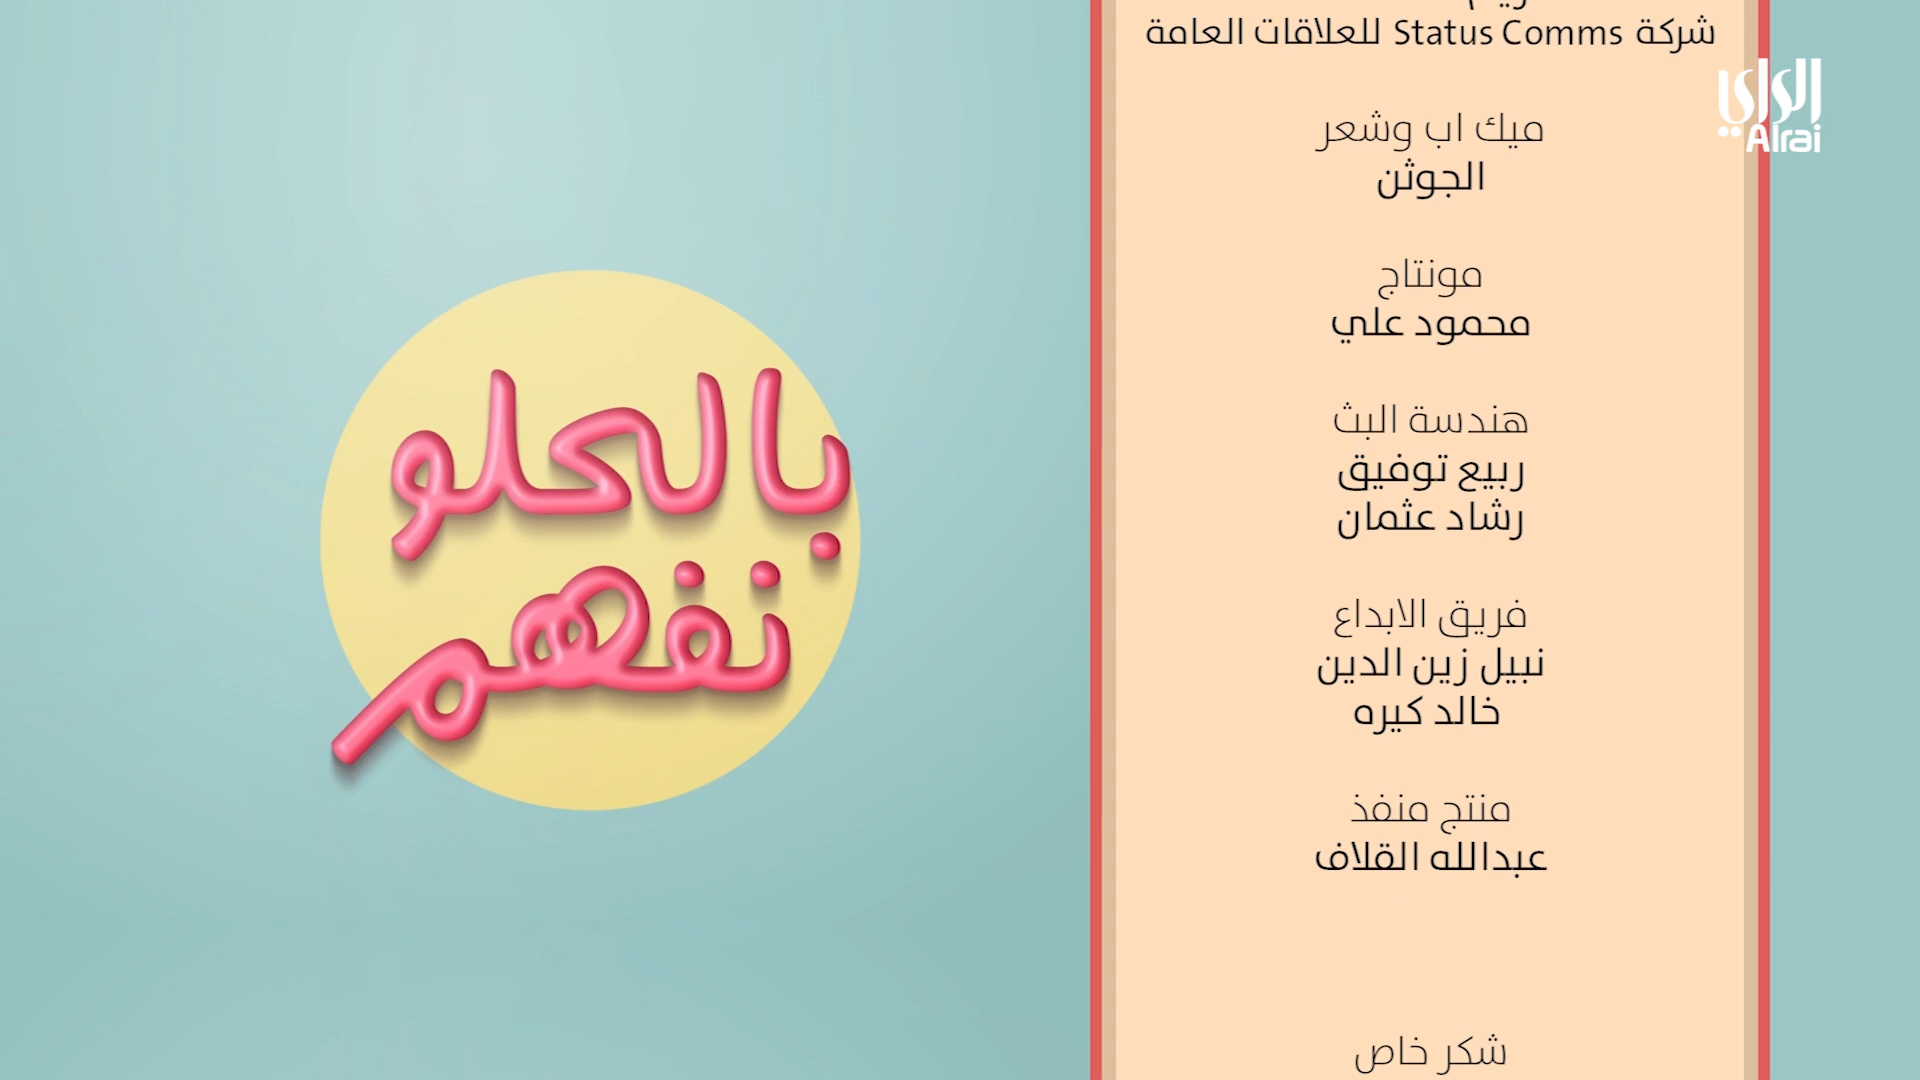 بالحلو
نفهم
شركة Status Comms للعلاقات العامة
الراي
Alrai
ميك اب وشعر
الجوثن
مونتاج
محمود علي
هندسة البث
ربيع توفيق
رشاد عثمان
فريق الابداع
نبيل زين الدين
خالد كيره
منتج منفذ
عبدالله القلاف
شكر خاص